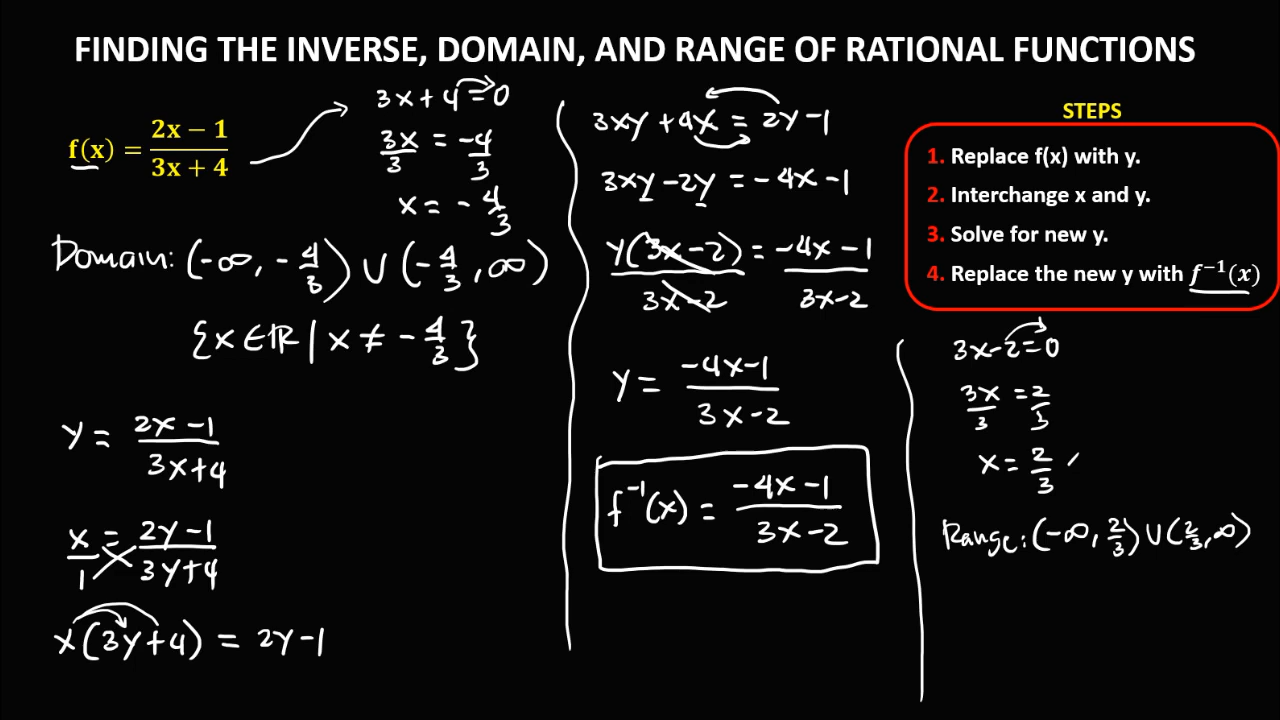 FINDING THE INVERSE, DOMAIN, AND RANGE OF RATIONAL FUNCTIONS
f(x) = (2x − 1)/(3x + 4)
3x + 4 = 0
3x/3 = -4/3
x = -4/3
Domain: (-∞, -4/3) ∪ (-4/3, ∞)
{x ∈ ℝ | x ≠ -4/3}
y = (2x - 1)/(3x + 4)
x/1 = (2y - 1)/(3y + 4)
x(3y + 4) = 2y - 1
3xy + 4x = 2y - 1
3xy - 2y = -4x - 1
y(3x - 2)/(3x - 2) = (-4x - 1)/(3x - 2)
y = (-4x - 1)/(3x - 2)
f⁻¹(x) = (-4x - 1)/(3x - 2)
STEPS
1. Replace f(x) with y.
2. Interchange x and y.
3. Solve for new y.
4. Replace the new y with f⁻¹(x)
3x - 2 = 0
3x/3 = 2/3
x = 2/3
Range: (-∞, 2/3) ∪ (2/3, ∞)